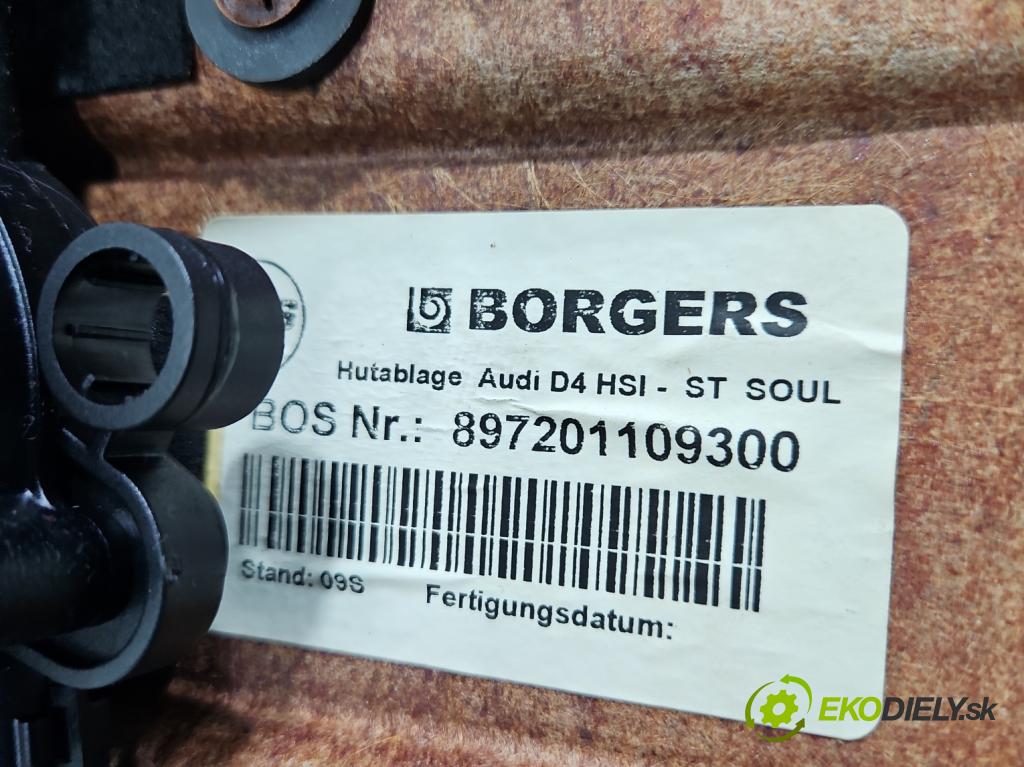 BORGERS
Hutablage Audi D4 HSI - ST SOUL
BOS Nr.: 897201109300
Stand: 09S
Fertigungsdatum:
EKODIELY.sk